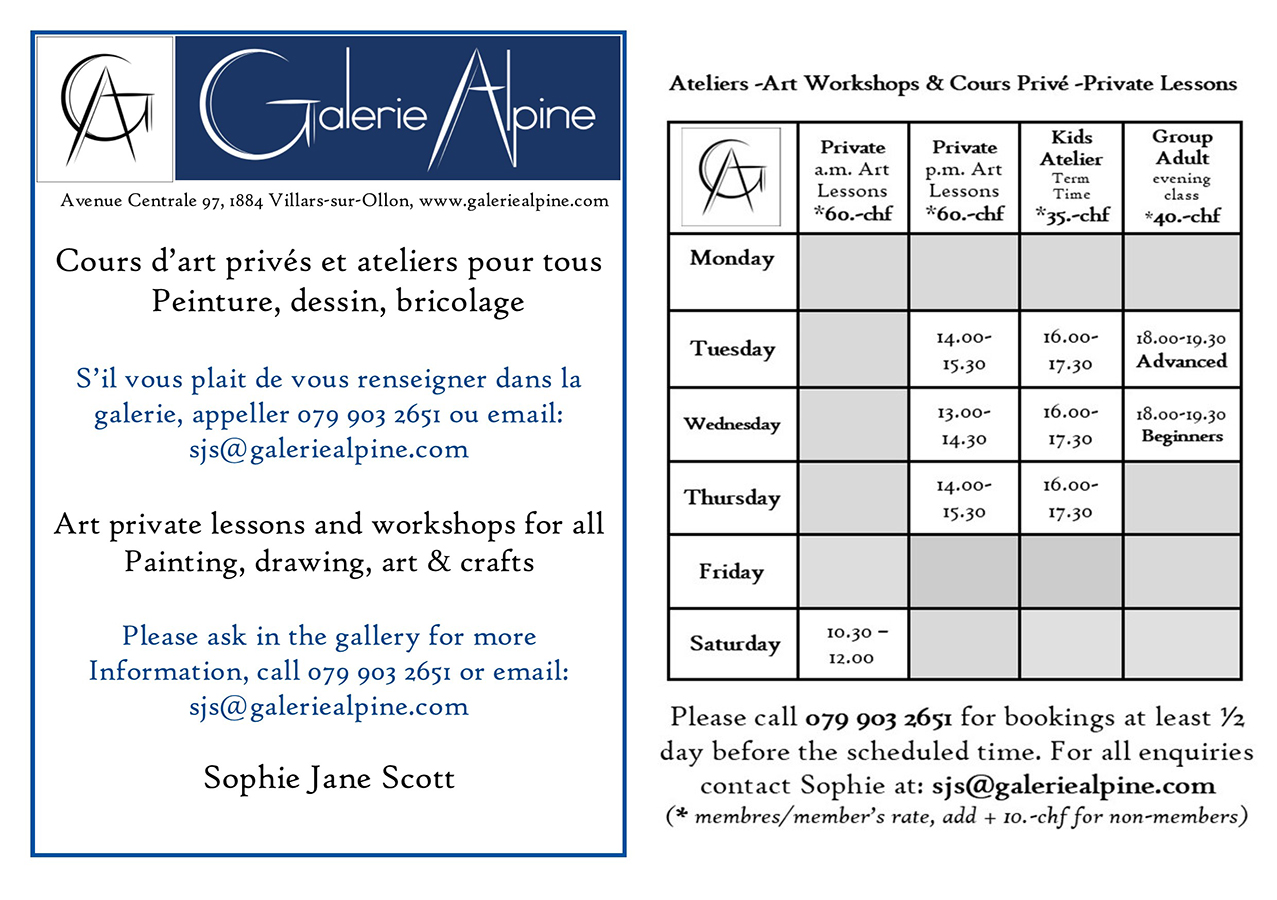 GA
Galerie Alpine
Avenue Centrale 97, 1884 Villars-sur-Ollon, www.galeriealpine.com
Cours d'art privés et ateliers pour tous
Peinture, dessin, bricolage
S'il vous plait de vous renseigner dans la
galerie, appeller 079 903 2651 ou email:
sjs@galeriealpine.com
Art private lessons and workshops for all
Painting, drawing, art & crafts
Please ask in the gallery for more
Information, call 079 903 2651 or email:
sjs@galeriealpine.com
Sophie Jane Scott
Ateliers -Art Workshops & Cours Privé -Private Lessons
GA
Private
a.m. Art
Lessons
*60.-chf
Private
p.m. Art
Lessons
*60.-chf
Kids
Atelier
Term
Time
*35.-chf
Group
Adult
evening
class
*40.-chf
Monday
Tuesday
14.00-
15.30
16.00-
17.30
18.00-19.30
Advanced
Wednesday
13.00-
14.30
16.00-
17.30
18.00-19.30
Beginners
Thursday
14.00-
15.30
16.00-
17.30
Friday
Saturday
10.30 –
12.00
Please call 079 903 2651 for bookings at least ½
day before the scheduled time. For all enquiries
contact Sophie at: sjs@galeriealpine.com
(* membres/member's rate, add + 10.-chf for non-members)